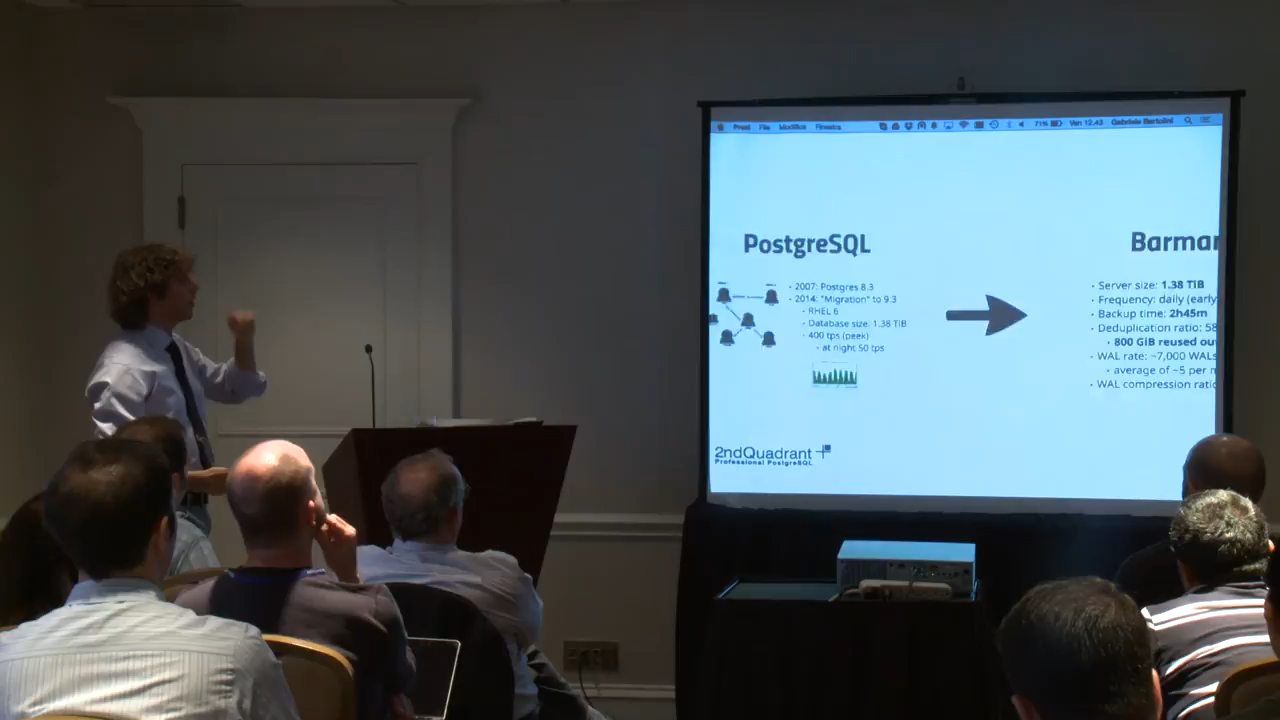 Prezi File Modifica Finestra 71% Ven 12.43 Gabriele Bartolini
PostgreSQL
2007: Postgres 8.3
2014: "Migration" to 9.3
RHEL 6
Database size: 1.38 TiB
400 tps (peek)
at night 50 tps
2ndQuadrant
Professional PostgreSQL
Barman
Server size: 1.38 TiB
Frequency: daily (early
Backup time: 2h45m
Deduplication ratio: 58
800 GiB reused ou
WAL rate: ~7,000 WALs
average of ~5 per m
WAL compression ratio